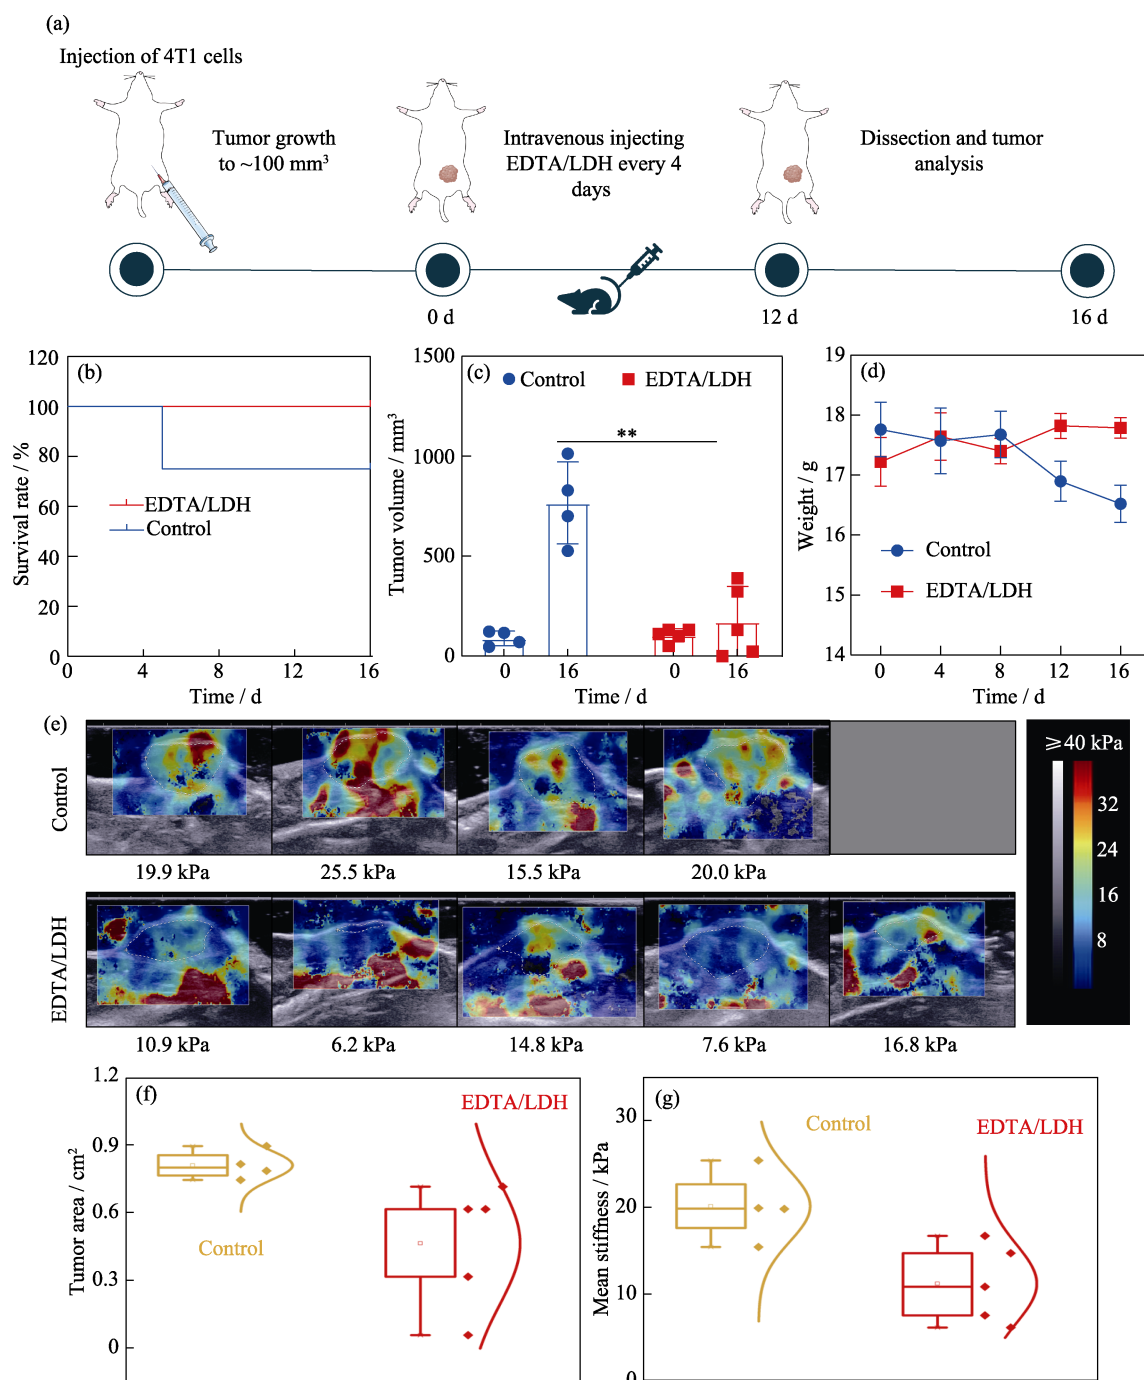 (a)
Injection of 4T1 cells
Tumor growth
to ~100 mm³
Intravenous injecting
EDTA/LDH every 4
days
Dissection and tumor
analysis
0 d
12 d
16 d
(b)
Survival rate / %
120
100
80
60
40
20
0
EDTA/LDH
Control
0 4 8 12 16
Time / d
(c)
Control
EDTA/LDH
Tumor volume / mm³
1500
1000
500
0
**
0 16 0 16
Time / d
(d)
Weight / g
19
18
17
16
15
14
Control
EDTA/LDH
0 4 8 12 16
Time / d
(e)
Control
19.9 kPa 25.5 kPa 15.5 kPa 20.0 kPa
EDTA/LDH
10.9 kPa 6.2 kPa 14.8 kPa 7.6 kPa 16.8 kPa
⩾40 kPa
32
24
16
8
(f)
Tumor area / cm²
1.2
0.9
0.6
0.3
0
Control
EDTA/LDH
(g)
Mean stiffness / kPa
30
20
10
0
Control
EDTA/LDH